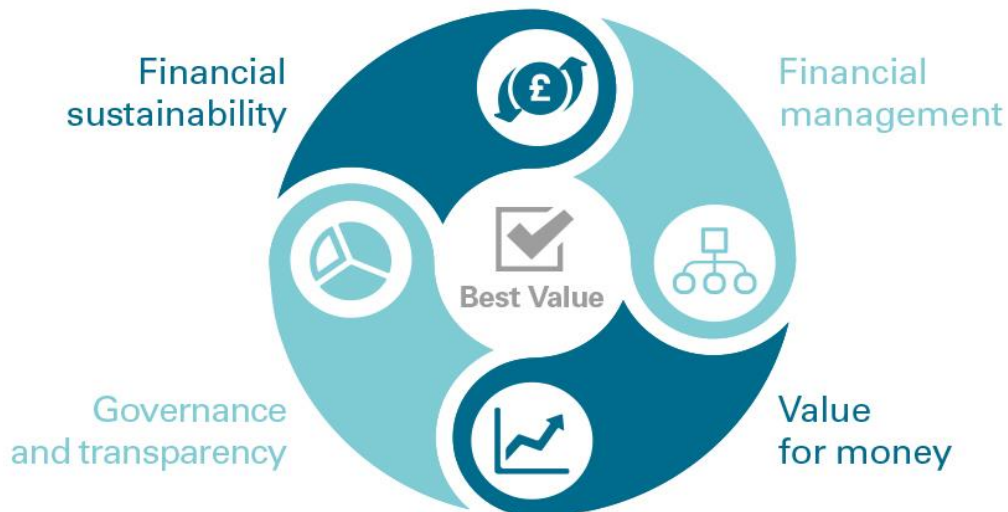 Financial
sustainability
£
Financial
management
Best Value
Governance
and transparency
Value
for money